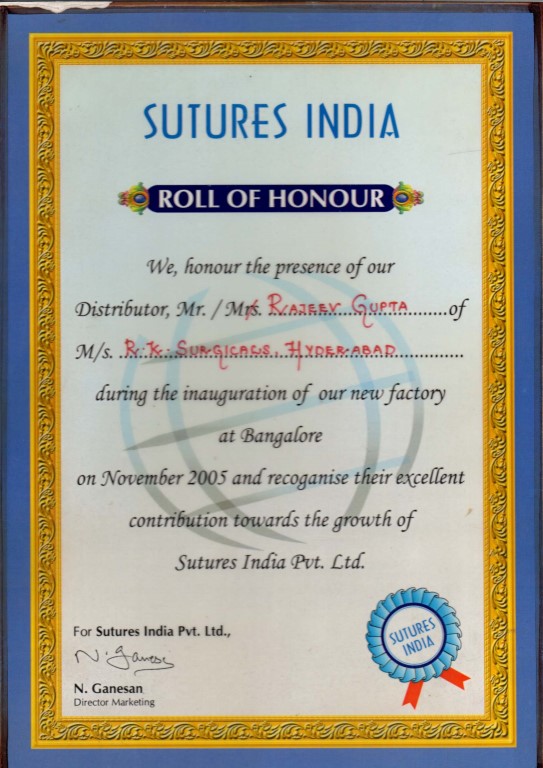 SUTURES INDIA
ROLL OF HONOUR
We, honour the presence of our
Distributor, Mr. / Mrs. Rajeev Gupta of
M/s. R.K. Surgicals, Hyderabad
during the inauguration of our new factory
at Bangalore
on November 2005 and recoganise their excellent
contribution towards the growth of
Sutures India Pvt. Ltd.
For Sutures India Pvt. Ltd.,
N. Ganesan
N. Ganesan
Director Marketing
SUTURES
INDIA